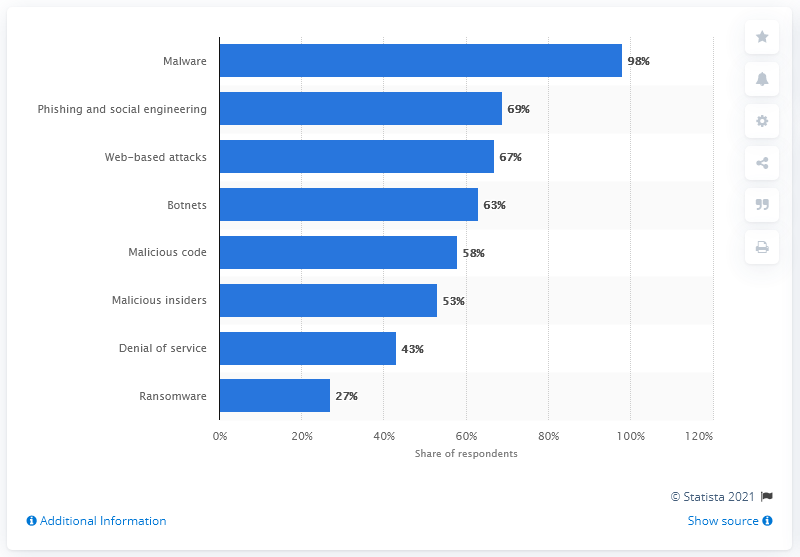 Malware 98%
Phishing and social engineering 69%
Web-based attacks 67%
Botnets 63%
Malicious code 58%
Malicious insiders 53%
Denial of service 43%
Ransomware 27%
0% 20% 40% 60% 80% 100% 120%
Share of respondents
© Statista 2021
Additional Information Show source